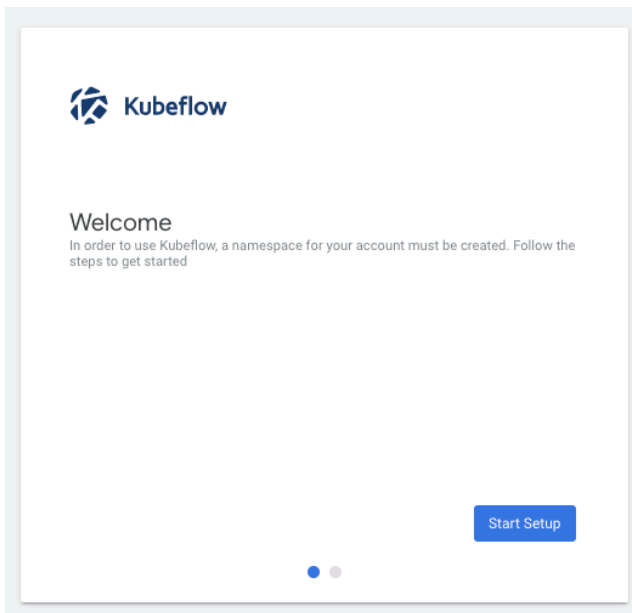 Kubeflow
Welcome
In order to use Kubeflow, a namespace for your account must be created. Follow the
steps to get started
Start Setup